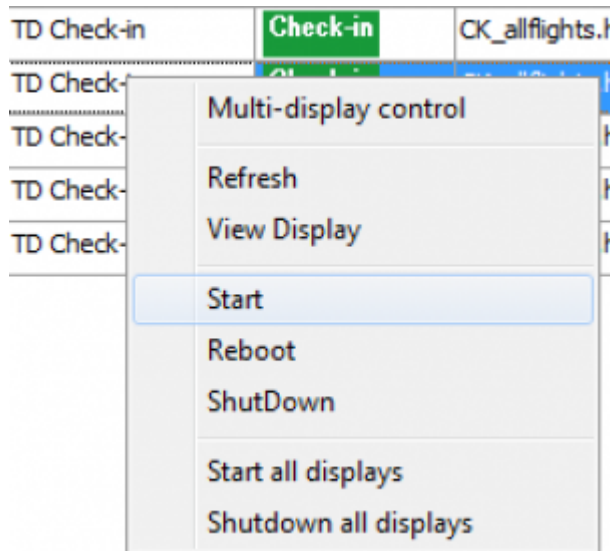 TD Check-in Check-in CK_allflights.h
TD Check-
Multi-display control
TD Check-
Refresh
TD Check-
View Display
TD Check-
Start
Reboot
ShutDown
Start all displays
Shutdown all displays